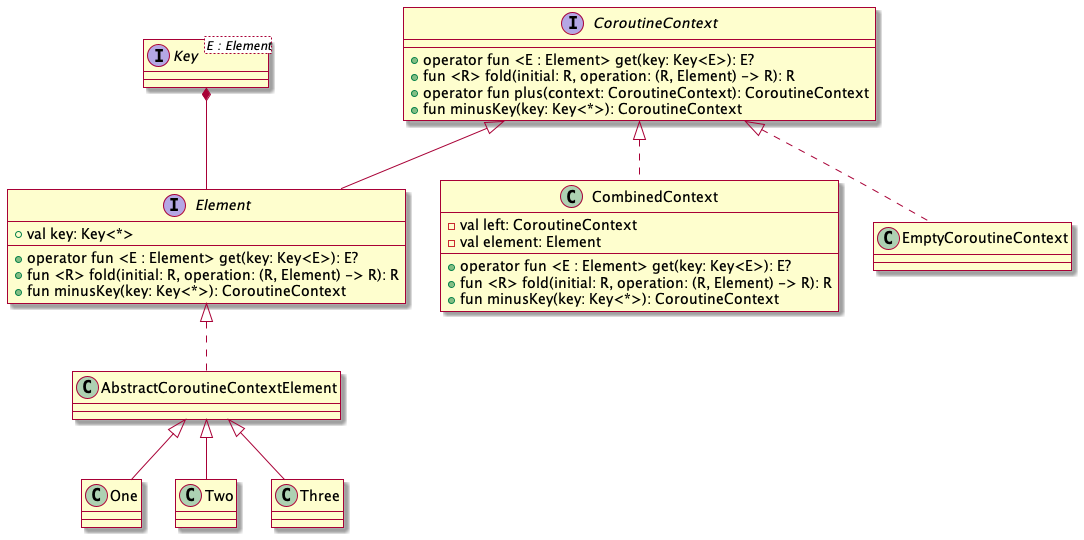 I CoroutineContext
operator fun <E : Element> get(key: Key<E>): E?
fun <R> fold(initial: R, operation: (R, Element) -> R): R
operator fun plus(context: CoroutineContext): CoroutineContext
fun minusKey(key: Key<*>): CoroutineContext
I Key
E : Element
I Element
val key: Key<*>
operator fun <E : Element> get(key: Key<E>): E?
fun <R> fold(initial: R, operation: (R, Element) -> R): R
fun minusKey(key: Key<*>): CoroutineContext
C CombinedContext
val left: CoroutineContext
val element: Element
operator fun <E : Element> get(key: Key<E>): E?
fun <R> fold(initial: R, operation: (R, Element) -> R): R
fun minusKey(key: Key<*>): CoroutineContext
C EmptyCoroutineContext
C AbstractCoroutineContextElement
C One
C Two
C Three